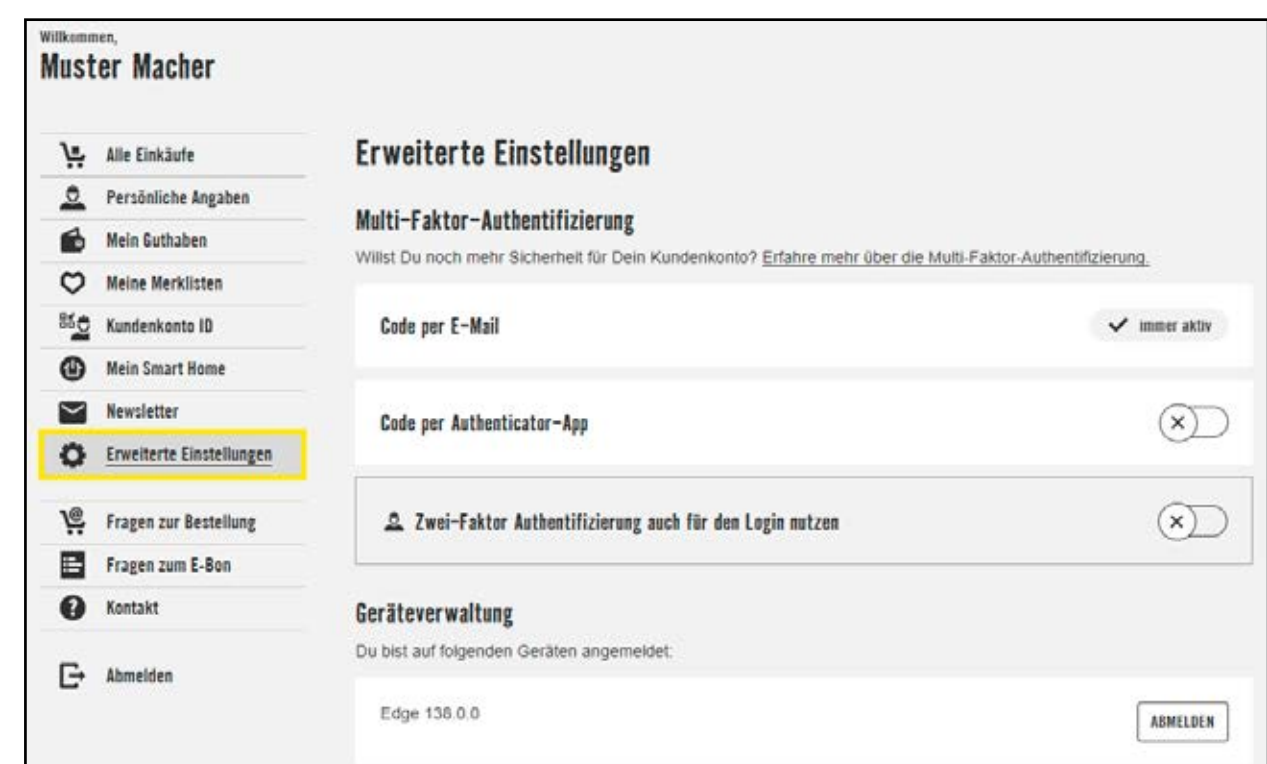 Willkommen,
Muster Macher
Alle Einkäufe
Persönliche Angaben
Mein Guthaben
Meine Merklisten
Kundenkonto ID
Mein Smart Home
Newsletter
Erweiterte Einstellungen
Fragen zur Bestellung
Fragen zum E-Bon
Kontakt
Abmelden
Erweiterte Einstellungen
Multi-Faktor-Authentifizierung
Willst Du noch mehr Sicherheit für Dein Kundenkonto? Erfahre mehr über die Multi-Faktor-Authentifizierung.
Code per E-Mail
immer aktiv
Code per Authenticator-App
Zwei-Faktor Authentifizierung auch für den Login nutzen
Geräteverwaltung
Du bist auf folgenden Geräten angemeldet:
Edge 138.0.0
ABMELDEN